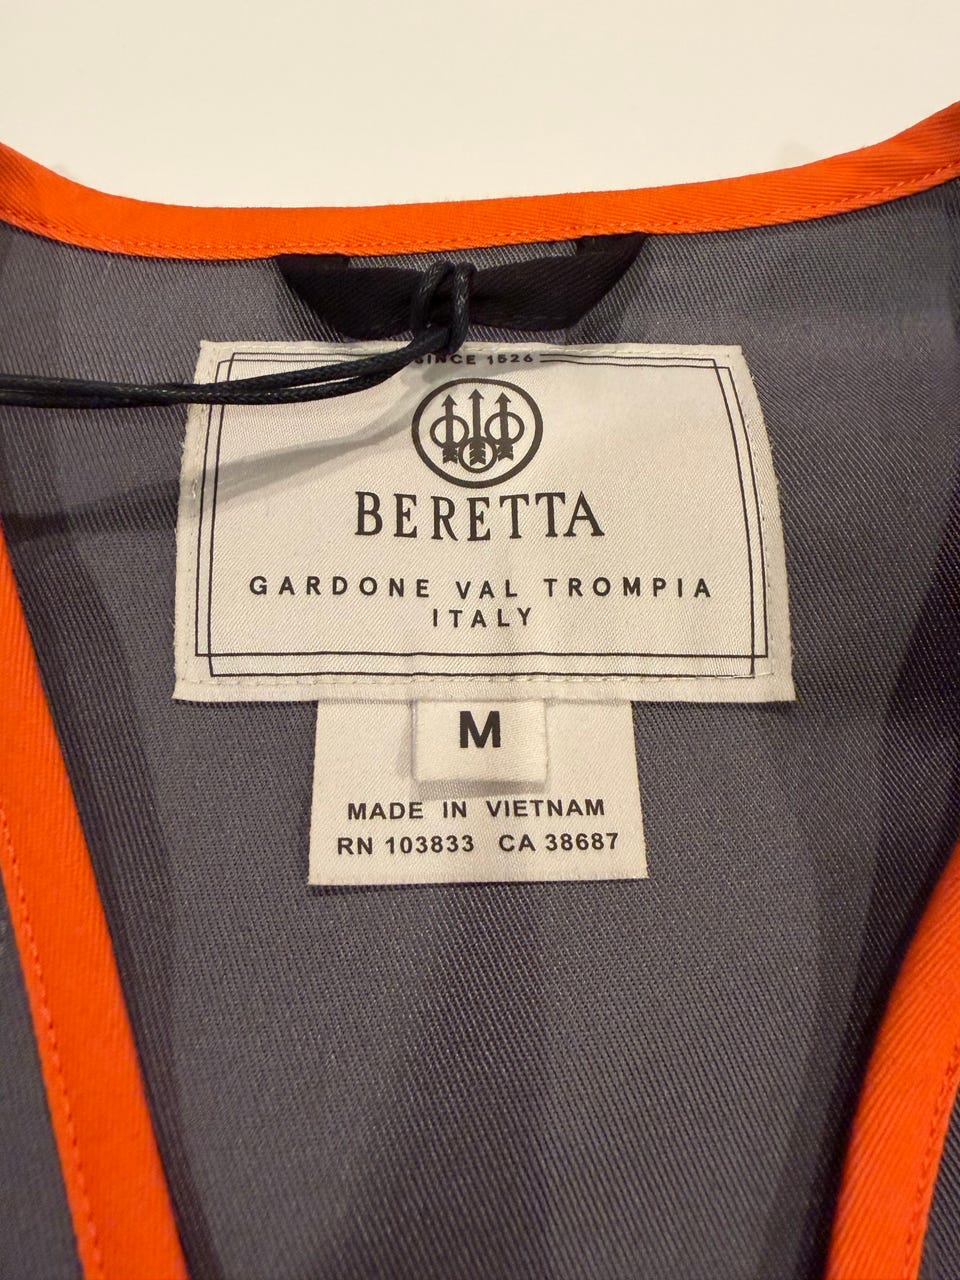 SINCE 1526
BERETTA
GARDONE VAL TROMPIA
ITALY
M
MADE IN VIETNAM
RN 103833 CA 38687